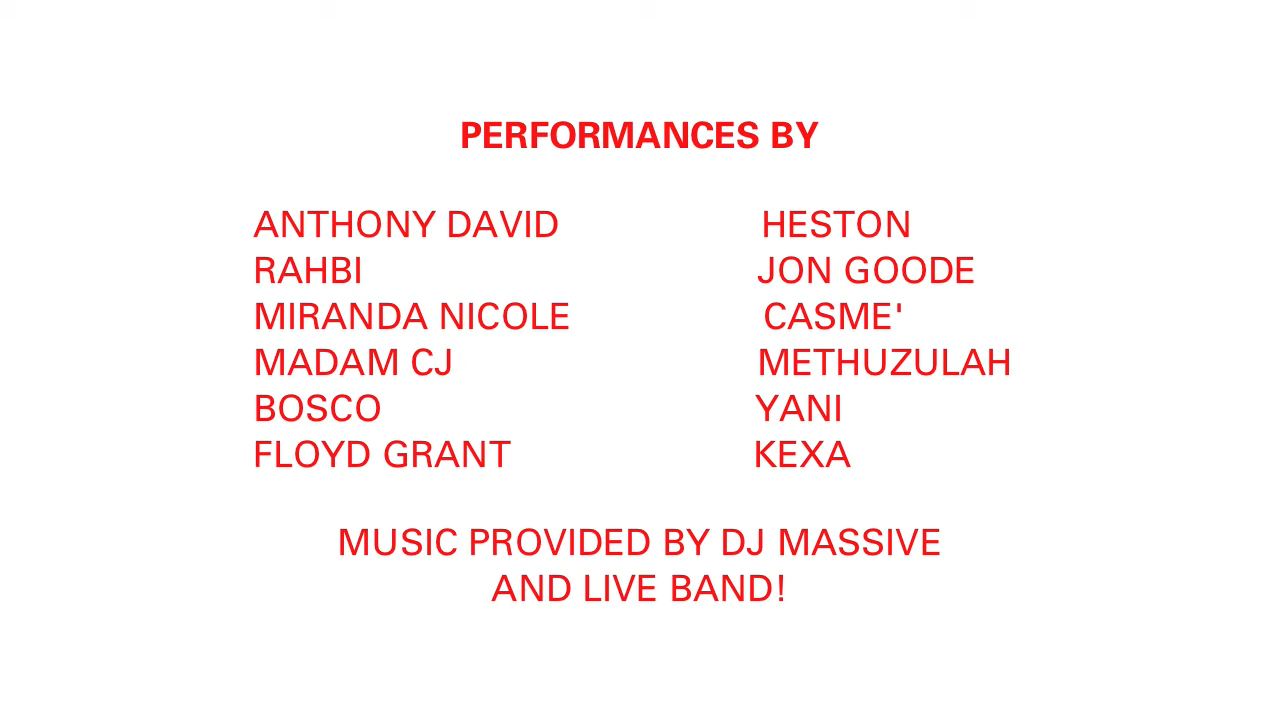 PERFORMANCES BY
ANTHONY DAVID HESTON
RAHBI JON GOODE
MIRANDA NICOLE CASME'
MADAM CJ METHUZULAH
BOSCO YANI
FLOYD GRANT KEXA
MUSIC PROVIDED BY DJ MASSIVE
AND LIVE BAND!